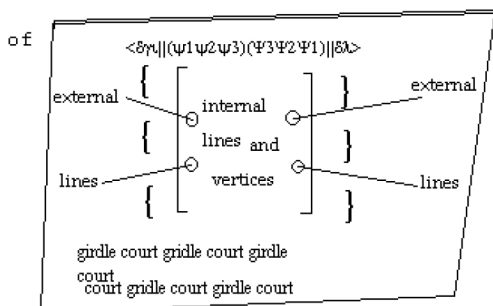 of
<δγι||(ψ1ψ2ψ3)(Ψ3Ψ2Ψ1)||δλ>
{ }
external internal external
{ lines and }
lines vertices lines
{ }
girdle court gridle court girdle
court
court gridle court girdle court